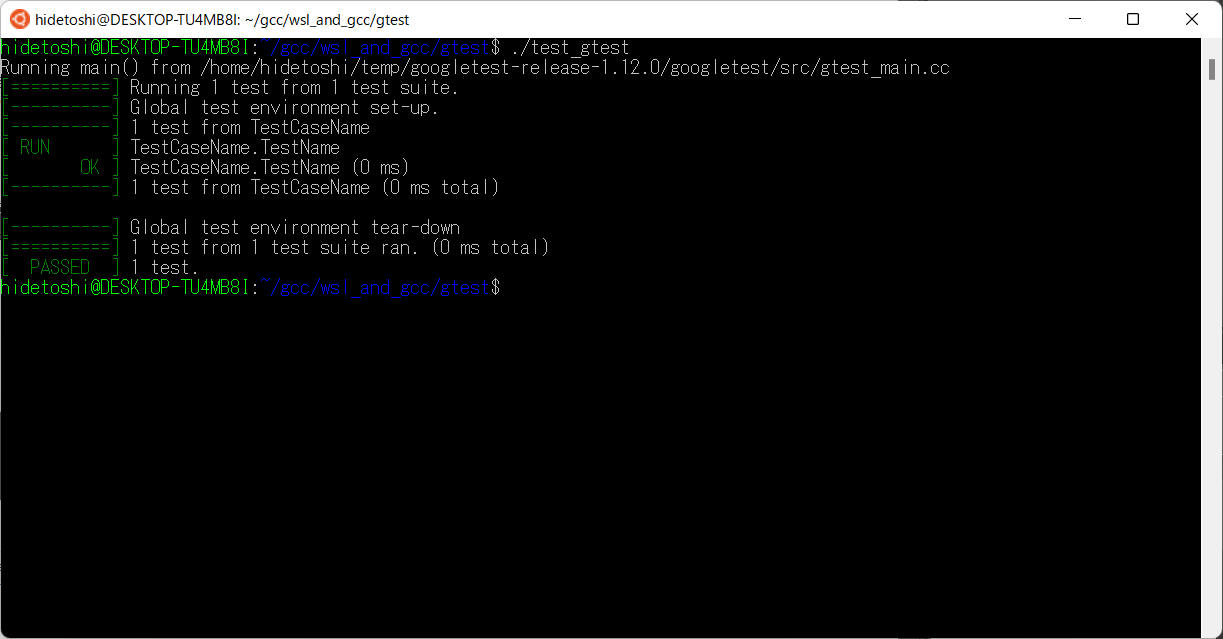 hidetoshi@DESKTOP-TU4MB8I: ~/gcc/wsl_and_gcc/gtest
hidetoshi@DESKTOP-TU4MB8I:~/gcc/wsl_and_gcc/gtest$ ./test_gtest
Running main() from /home/hidetoshi/temp/googletest-release-1.12.0/googletest/src/gtest_main.cc
[==========] Running 1 test from 1 test suite.
[----------] Global test environment set-up.
[----------] 1 test from TestCaseName
[ RUN      ] TestCaseName.TestName
[       OK ] TestCaseName.TestName (0 ms)
[----------] 1 test from TestCaseName (0 ms total)
[----------] Global test environment tear-down
[==========] 1 test from 1 test suite ran. (0 ms total)
[  PASSED  ] 1 test.
hidetoshi@DESKTOP-TU4MB8I:~/gcc/wsl_and_gcc/gtest$